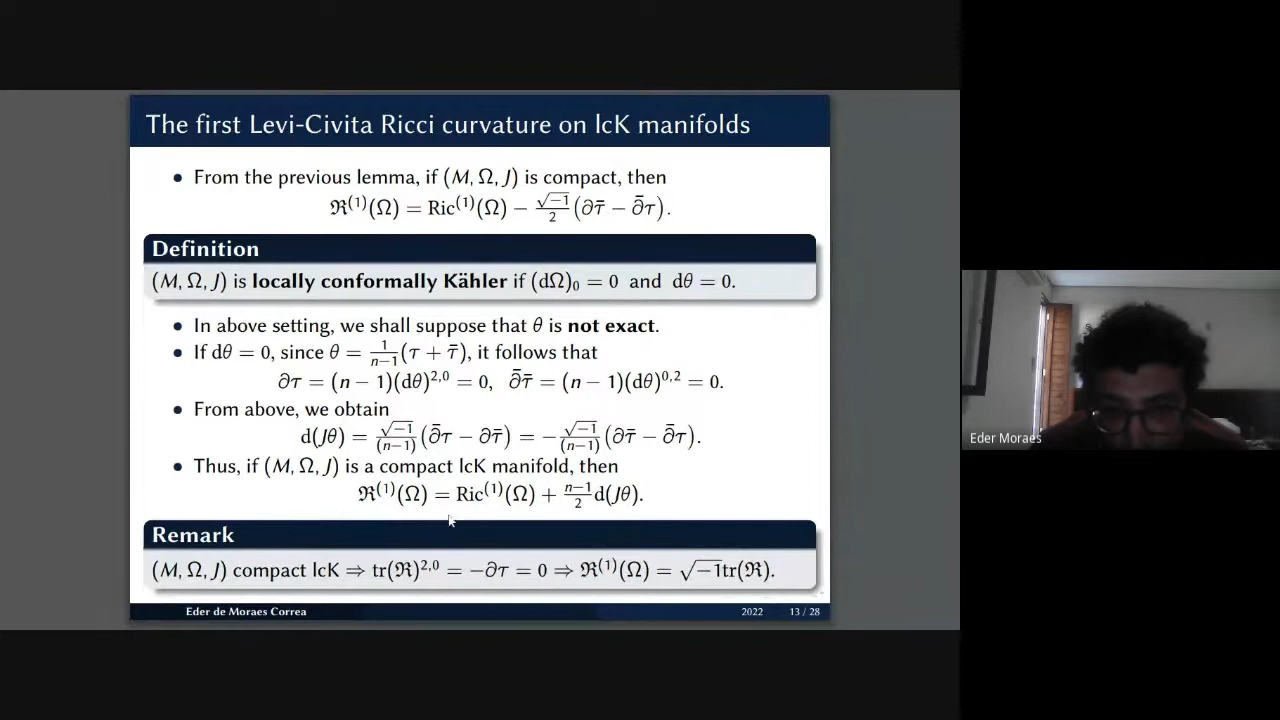 The first Levi-Civita Ricci curvature on lcK manifolds
• From the previous lemma, if (M, Ω, J) is compact, then
ℜ⁽¹⁾(Ω) = Ric⁽¹⁾(Ω) − √−1/2 (∂τ̄ − ∂̄τ).
Definition
(M, Ω, J) is locally conformally Kähler if (dΩ)₀ = 0 and dθ = 0.
• In above setting, we shall suppose that θ is not exact.
• If dθ = 0, since θ = 1/(n−1) (τ + τ̄), it follows that
∂τ = (n − 1)(dθ)²,⁰ = 0, ∂̄τ̄ = (n − 1)(dθ)⁰,² = 0.
• From above, we obtain
d(Jθ) = √−1/(n−1) (∂̄τ − ∂τ̄) = −√−1/(n−1) (∂τ̄ − ∂̄τ).
• Thus, if (M, Ω, J) is a compact lcK manifold, then
ℜ⁽¹⁾(Ω) = Ric⁽¹⁾(Ω) + n−1/2 d(Jθ).
Remark
(M, Ω, J) compact lcK ⇒ tr(ℜ)²,⁰ = −∂τ = 0 ⇒ ℜ⁽¹⁾(Ω) = √−1tr(ℜ).
Eder de Moraes Correa 2022 13 / 28
Eder Moraes